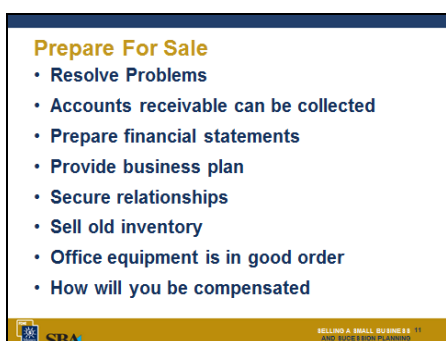 Prepare For Sale
• Resolve Problems
• Accounts receivable can be collected
• Prepare financial statements
• Provide business plan
• Secure relationships
• Sell old inventory
• Office equipment is in good order
• How will you be compensated
SBA
SELLING A SMALL BUSINESS 11
AND SUCESSION PLANNING